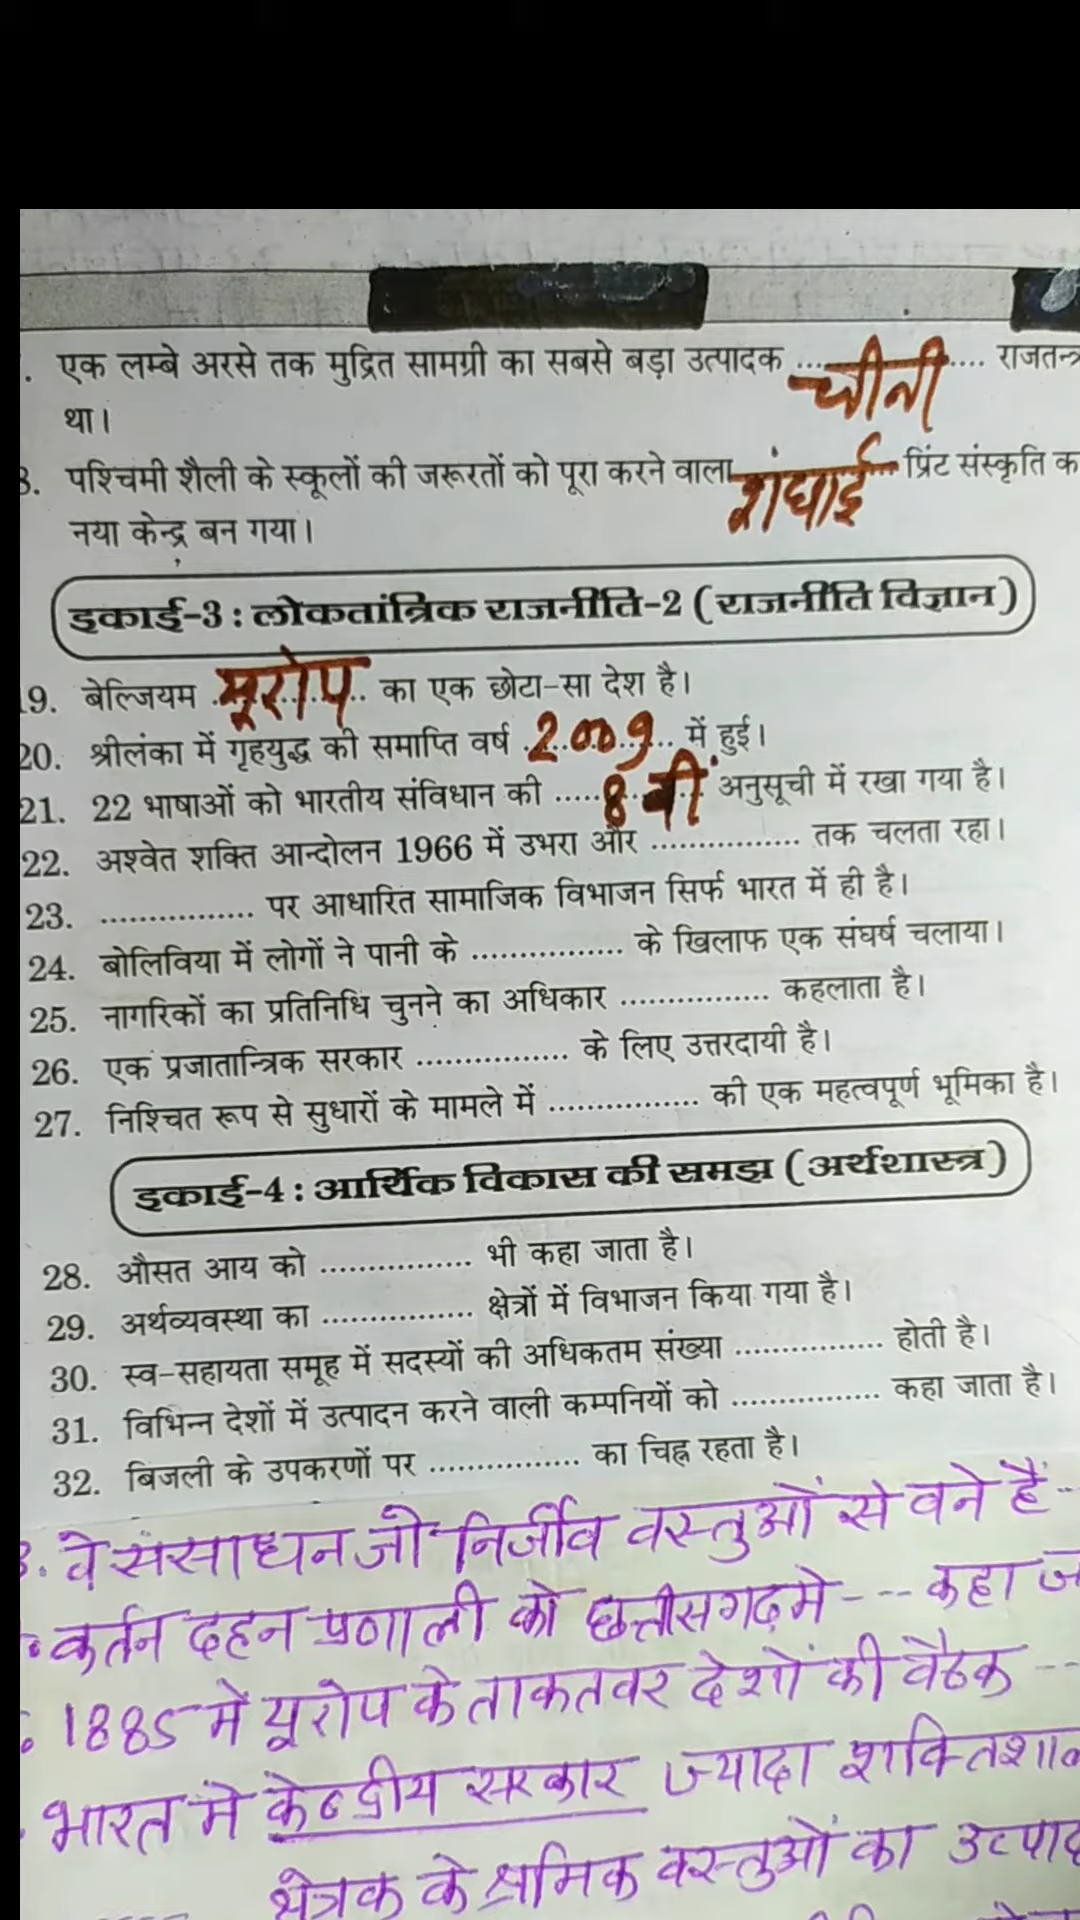 . एक लम्बे अरसे तक मुद्रित सामग्री का सबसे बड़ा उत्पादक ... चीनी .... राजतन्त्र
था।
8. पश्चिमी शैली के स्कूलों की जरूरतों को पूरा करने वाला शंघाई प्रिंट संस्कृति क
नया केन्द्र बन गया।
इकाई-3 : लोकतांत्रिक राजनीति-2 ( राजनीति विज्ञान )
19. बेल्जियम यूरोप का एक छोटा-सा देश है।
20. श्रीलंका में गृहयुद्ध की समाप्ति वर्ष 2009 में हुई।
21. 22 भाषाओं को भारतीय संविधान की ..... 8 वीं अनुसूची में रखा गया है।
22. अश्वेत शक्ति आन्दोलन 1966 में उभरा और ................ तक चलता रहा।
23. ................ पर आधारित सामाजिक विभाजन सिर्फ भारत में ही है।
24. बोलिविया में लोगों ने पानी के ................ के खिलाफ एक संघर्ष चलाया।
25. नागरिकों का प्रतिनिधि चुनने का अधिकार ................ कहलाता है।
26. एक प्रजातान्त्रिक सरकार ................ के लिए उत्तरदायी है।
27. निश्चित रूप से सुधारों के मामले में ................ की एक महत्वपूर्ण भूमिका है।
इकाई-4 : आर्थिक विकास की समझ ( अर्थशास्त्र )
28. औसत आय को ................ भी कहा जाता है।
29. अर्थव्यवस्था का ................ क्षेत्रों में विभाजन किया गया है।
30. स्व-सहायता समूह में सदस्यों की अधिकतम संख्या ................ होती है।
31. विभिन्न देशों में उत्पादन करने वाली कम्पनियों को ................ कहा जाता है।
32. बिजली के उपकरणों पर ................ का चिह्न रहता है।
वे संसाधन जो निर्जीव वस्तुओं से बने हैं --
कर्तन दहन प्रणाली को छत्तीसगढ़ मे --- कहा ज
1885 में यूरोप के ताकतवर देशों की बैठक --
भारत मे केन्द्रीय सरकार ज्यादा शक्तिशाल
क्षेत्रक के श्रमिक वस्तुओं का उत्पाद